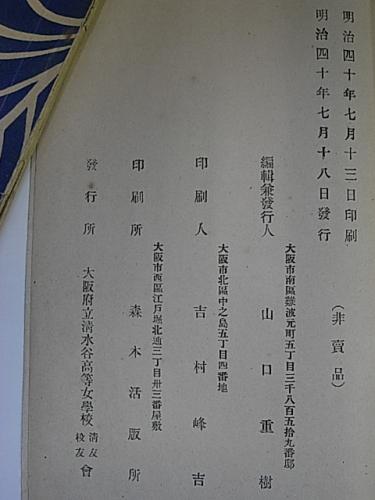 明治四十年七月十三日印刷
明治四十年七月十八日發行
（非賣品）
大阪市南區難波元町五丁目三千八百五拾九番邸
編輯兼發行人 山口重樹
大阪市北區中之島五丁目四番地
印刷人 吉村峰吉
大阪市西區江戸堀北通三丁目卅三番屋敷
印刷所 森木活版所
發行所 大阪府立清水谷高等女學校 清友校友會